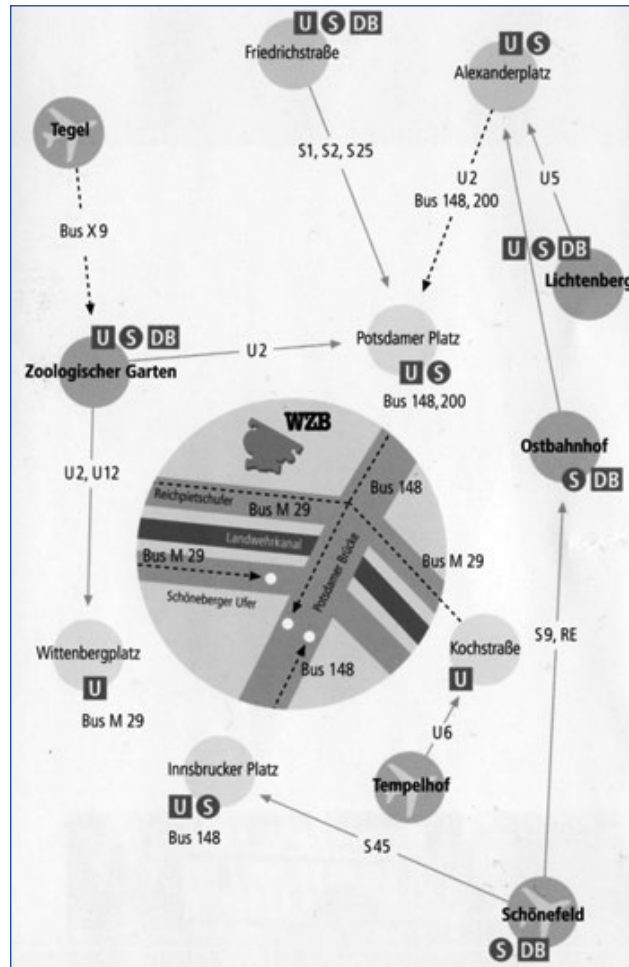 U S DB
Friedrichstraße
U S
Alexanderplatz
Tegel
S1, S2, S25
U2
Bus 148, 200
U5
Bus X 9
U S DB
Lichtenberg
U S DB
Zoologischer Garten
U2
Potsdamer Platz
U S
Bus 148,200
WZB
Ostbahnhof
S DB
U2, U12
Reichpietschufer
Bus M 29
Bus 148
Landwehrkanal
Bus M 29
Potsdamer Brücke
Bus M 29
Schöneberger Ufer
Wittenbergplatz
U
Bus M 29
Bus 148
Kochstraße
U
S9, RE
U6
Innsbrucker Platz
U S
Bus 148
Tempelhof
S45
Schönefeld
S DB